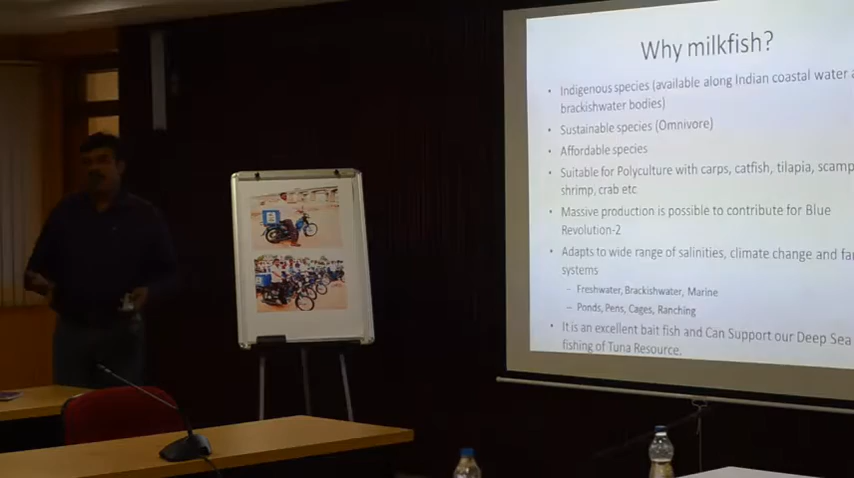 Why milkfish?
• Indigenous species (available along Indian coastal water
brackishwater bodies)
• Sustainable species (Omnivore)
• Affordable species
• Suitable for Polyculture with carps, catfish, tilapia, scamp
shrimp, crab etc
• Massive production is possible to contribute for Blue
Revolution-2
• Adapts to wide range of salinities, climate change and fa
systems
– Freshwater, Brackishwater, Marine
– Ponds, Pens, Cages, Ranching
• It is an excellent bait fish and Can Support our Deep Sea
fishing of Tuna Resource.